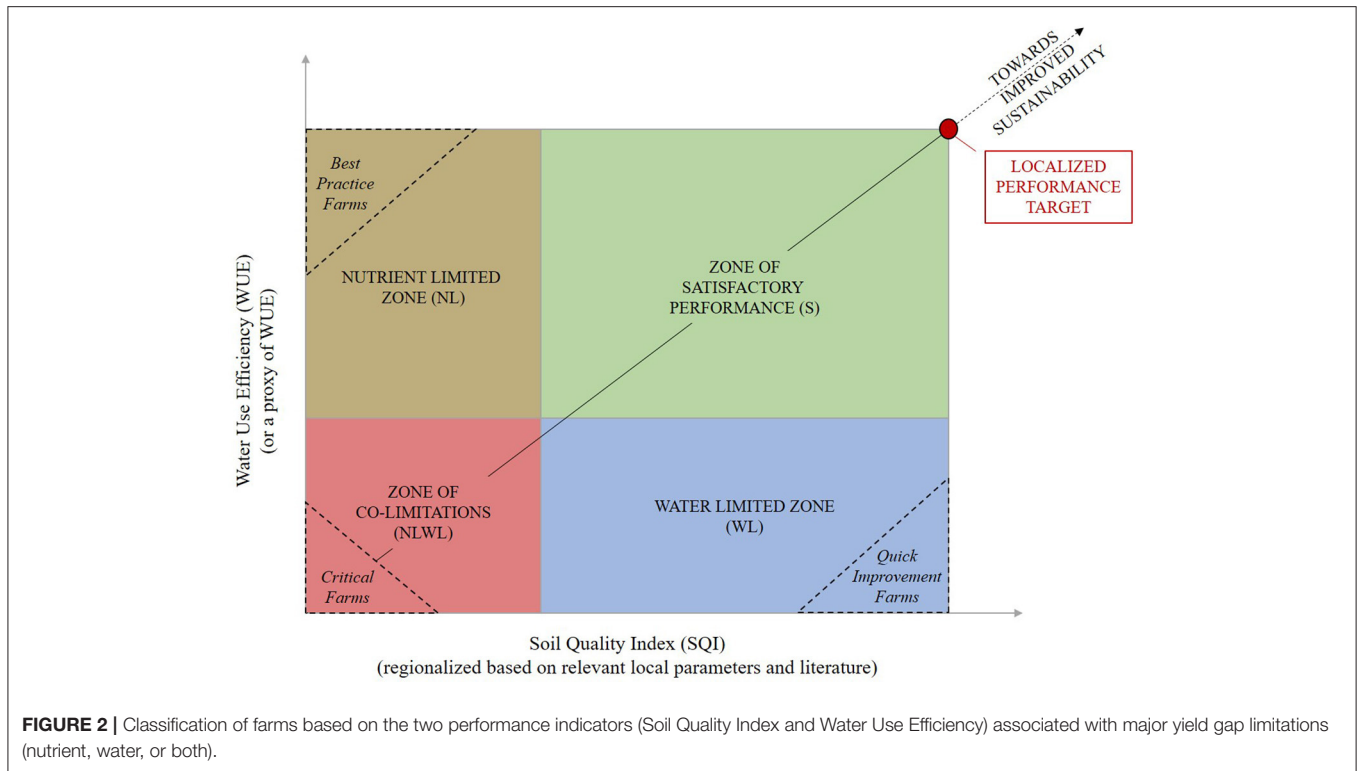 TOWARDS
IMPROVED
SUSTAINABILITY
LOCALIZED
PERFORMANCE
TARGET
Best
Practice
Farms
NUTRIENT LIMITED
ZONE (NL)
ZONE OF
SATISFACTORY
PERFORMANCE (S)
Water Use Efficiency (WUE)
(or a proxy of WUE)
ZONE OF
CO-LIMITATIONS
(NLWL)
WATER LIMITED ZONE
(WL)
Critical
Farms
Quick
Improvement
Farms
Soil Quality Index (SQI)
(regionalized based on relevant local parameters and literature)
FIGURE 2 | Classification of farms based on the two performance indicators (Soil Quality Index and Water Use Efficiency) associated with major yield gap limitations
(nutrient, water, or both).